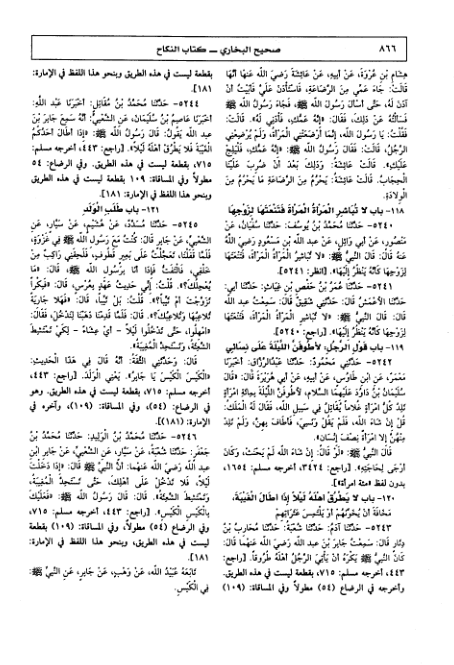 ٨٦٦
صحيح البخاري ــ كتاب النكاح
هِشَامِ بْنِ عُرْوَةَ، عَنْ أَبِيهِ، عَنْ عَائِشَةَ رَضِيَ اللَّهُ عَنْهَا أَنَّهَا
قَالَتْ: جَاءَ عَمِّي مِنَ الرَّضَاعَةِ، فَاسْتَأْذَنَ عَلَيَّ فَأَبَيْتُ أَنْ
آذَنَ لَهُ، حَتَّى أَسْأَلَ رَسُولَ اللَّهِ ﷺ، فَجَاءَ رَسُولُ اللَّهِ ﷺ
فَسَأَلْتُهُ عَنْ ذَلِكَ، فَقَالَ: «إِنَّهُ عَمُّكِ، فَأْذَنِي لَهُ». قَالَتْ:
فَقُلْتُ: يَا رَسُولَ اللَّهِ، إِنَّمَا أَرْضَعَتْنِي الْمَرْأَةُ، وَلَمْ يُرْضِعْنِي
الرَّجُلُ، فَقَالَ رَسُولُ اللَّهِ ﷺ: «إِنَّهُ عَمُّكِ، فَلْيَلِجْ
عَلَيْكِ». قَالَتْ عَائِشَةُ: وَذَلِكَ بَعْدَ أَنْ ضُرِبَ عَلَيْنَا
الْحِجَابُ. قَالَتْ عَائِشَةُ: يَحْرُمُ مِنَ الرَّضَاعَةِ مَا يَحْرُمُ مِنَ
الْوِلَادَةِ.
١١٨- باب لا تُبَاشِرِ المَرْأَةُ المَرْأَةَ فَتَنْعَتَهَا لِزَوْجِهَا
٥٢٤٠- حَدَّثَنَا مُحَمَّدُ بْنُ يُوسُفَ: حَدَّثَنَا سُفْيَانُ، عَنْ
مَنْصُورٍ، عَنْ أَبِي وَائِلٍ، عَنْ عَبْدِ اللَّهِ بْنِ مَسْعُودٍ رَضِيَ اللَّهُ
عَنْهُ قَالَ: قَالَ النَّبِيُّ ﷺ: «لَا تُبَاشِرُ الْمَرْأَةُ الْمَرْأَةَ، فَتَنْعَتَهَا
لِزَوْجِهَا كَأَنَّهُ يَنْظُرُ إِلَيْهَا». [انظر: ٥٢٤١].
٥٢٤١- حَدَّثَنَا عُمَرُ بْنُ حَفْصِ بْنِ غِيَاثٍ: حَدَّثَنَا أَبِي:
حَدَّثَنَا الْأَعْمَشُ قَالَ: حَدَّثَنِي شَقِيقٌ قَالَ: سَمِعْتُ عَبْدَ اللَّهِ
قَالَ: قَالَ النَّبِيُّ ﷺ: «لَا تُبَاشِرُ الْمَرْأَةُ الْمَرْأَةَ، فَتَنْعَتَهَا
لِزَوْجِهَا كَأَنَّهُ يَنْظُرُ إِلَيْهَا». [راجع: ٥٢٤٠].
١١٩- باب قَوْلِ الرَّجُلِ: لأَطُوفَنَّ اللَّيْلَةَ عَلَى نِسَائِي
٥٢٤٢- حَدَّثَنِي مَحْمُودٌ: حَدَّثَنَا عَبْدُالرَّزَّاقِ: أَخْبَرَنَا
مَعْمَرٌ، عَنِ ابْنِ طَاوُسٍ، عَنْ أَبِيهِ، عَنْ أَبِي هُرَيْرَةَ قَالَ: «قَالَ
سُلَيْمَانُ بْنُ دَاوُدَ عَلَيْهِمَا السَّلَام: لَأَطُوفَنَّ اللَّيْلَةَ بِمِائَةِ امْرَأَةٍ
تَلِدُ كُلُّ امْرَأَةٍ غُلَاماً يُقَاتِلُ فِي سَبِيلِ اللَّهِ، فَقَالَ لَهُ الْمَلَكُ:
قُلْ إِنْ شَاءَ اللَّهُ، فَلَمْ يَقُلْ وَنَسِيَ، فَأَطَافَ بِهِنَّ، وَلَمْ تَلِدْ
مِنْهُنَّ إِلَّا امْرَأَةٌ نِصْفَ إِنْسَانٍ».
قَالَ النَّبِيُّ ﷺ: «لَوْ قَالَ: إِنْ شَاءَ اللَّهُ لَمْ يَحْنَثْ، وَكَانَ
أَرْجَى لِحَاجَتِهِ». [راجع: ٣٤٢٤، أخرجه مسلم: ١٦٥٤،
بدون لفظ «مئة امرأة»].
١٢٠- باب لا يَطْرُقْ أَهْلَهُ لَيْلاً إِذَا أَطَالَ الغَيْبَةَ،
مَخَافَةَ أَنْ يُخَوِّنَهُمْ أَوْ يَلْتَمِسَ عَثَرَاتِهِمْ
٥٢٤٣- حَدَّثَنَا آدَمُ: حَدَّثَنَا شُعْبَةُ: حَدَّثَنَا مُحَارِبُ بْنُ
دِثَارٍ قَالَ: سَمِعْتُ جَابِرَ بْنَ عَبْدِ اللَّهِ رَضِيَ اللَّهُ عَنْهُمَا قَالَ:
كَانَ النَّبِيُّ ﷺ يَكْرَهُ أَنْ يَأْتِيَ الرَّجُلُ أَهْلَهُ طُرُوقاً. [راجع:
٤٤٣، أخرجه مسلم: ٧١٥، بقطعة ليست في هذه الطريق.
وأخرجه في الرضاع (٥٤) مطولاً وفي المساقاة: (١٠٩)
بقطعة ليست في هذه الطريق وبنحو هذا اللفظ في الإمارة:
١٨١].
٥٢٤٤- حَدَّثَنَا مُحَمَّدُ بْنُ مُقَاتِلٍ: أَخْبَرَنَا عَبْدُ اللَّهِ:
أَخْبَرَنَا عَاصِمُ بْنُ سُلَيْمَانَ، عَنِ الشَّعْبِيِّ: أَنَّهُ سَمِعَ جَابِرَ بْنَ
عَبْدِ اللَّهِ يَقُولُ: قَالَ رَسُولُ اللَّهِ ﷺ: «إِذَا أَطَالَ أَحَدُكُمُ
الْغَيْبَةَ فَلَا يَطْرُقْ أَهْلَهُ لَيْلاً». [راجع: ٤٤٣، أخرجه مسلم:
٧١٥، بقطعة ليست في هذه الطريق. وفي الرضاع: ٥٤
مطولاً وفي المساقاة: ١٠٩ بقطعة ليست في هذه الطريق
وبنحو هذا اللفظ في الإمارة: ١٨١].
١٢١- باب طَلَبِ الْوَلَدِ
٥٢٤٥- حَدَّثَنَا مُسَدَّدٌ، عَنْ هُشَيْمٍ، عَنْ سَيَّارٍ، عَنِ
الشَّعْبِيِّ، عَنْ جَابِرٍ قَالَ: كُنْتُ مَعَ رَسُولِ اللَّهِ ﷺ فِي غَزْوَةٍ،
فَلَمَّا قَفَلْنَا، تَعَجَّلْتُ عَلَى بَعِيرٍ قَطُوفٍ، فَلَحِقَنِي رَاكِبٌ مِنْ
خَلْفِي، فَالْتَفَتُّ فَإِذَا أَنَا بِرَسُولِ اللَّهِ ﷺ، قَالَ: «مَا
يُعْجِلُكَ؟». قُلْتُ: إِنِّي حَدِيثُ عَهْدٍ بِعُرْسٍ، قَالَ: «فَبِكْراً
تَزَوَّجْتَ أَمْ ثَيِّباً؟». قُلْتُ: بَلْ ثَيِّباً، قَالَ: «فَهَلَّا جَارِيَةً
تُلَاعِبُهَا وَتُلَاعِبُكَ؟». قَالَ: فَلَمَّا قَدِمْنَا ذَهَبْنَا لِنَدْخُلَ، فَقَالَ:
«أَمْهِلُوا، حَتَّى تَدْخُلُوا لَيْلاً - أَيْ عِشَاءً - لِكَيْ تَمْتَشِطَ
الشَّعِثَةُ، وَتَسْتَحِدَّ الْمُغِيبَةُ».
قَالَ: وَحَدَّثَنِي الثِّقَةُ: أَنَّهُ قَالَ فِي هَذَا الْحَدِيثِ:
«الْكَيْسَ الْكَيْسَ يَا جَابِرُ». يَعْنِي الْوَلَدَ. [راجع: ٤٤٣،
أخرجه مسلم: ٧١٥، بقطعة ليست في هذه الطريق. وهو
في الرضاع (٥٤)، وفي المساقاة: (١٠٩)، وآخره في
الإمارة (١٨١)].
٥٢٤٦- حَدَّثَنَا مُحَمَّدُ بْنُ الْوَلِيدِ: حَدَّثَنَا مُحَمَّدُ بْنُ
جَعْفَرٍ: حَدَّثَنَا شُعْبَةُ، عَنْ سَيَّارٍ، عَنِ الشَّعْبِيِّ، عَنْ جَابِرِ ابْنِ
عَبْدِ اللَّهِ رَضِيَ اللَّهُ عَنْهُمَا: أَنَّ النَّبِيَّ ﷺ قَالَ: «إِذَا دَخَلْتَ
لَيْلاً، فَلَا تَدْخُلْ عَلَى أَهْلِكَ، حَتَّى تَسْتَحِدَّ الْمُغِيبَةُ،
وَتَمْتَشِطَ الشَّعِثَةُ». قَالَ: قَالَ رَسُولُ اللَّهِ ﷺ: «فَعَلَيْكَ
بِالْكَيْسِ الْكَيْسِ». [راجع: ٤٤٣، أخرجه مسلم: ٧١٥،
وفي الرضاع (٥٤) مطولاً، وفي المساقاة: (١٠٩) بقطعة
ليست في هذه الطريق، وبنحو هذا اللفظ في الإمارة:
١٨١].
تَابَعَهُ عُبَيْدُ اللَّهِ، عَنْ وَهْبٍ، عَنْ جَابِرٍ، عَنِ النَّبِيِّ ﷺ:
فِي الْكَيْسِ.